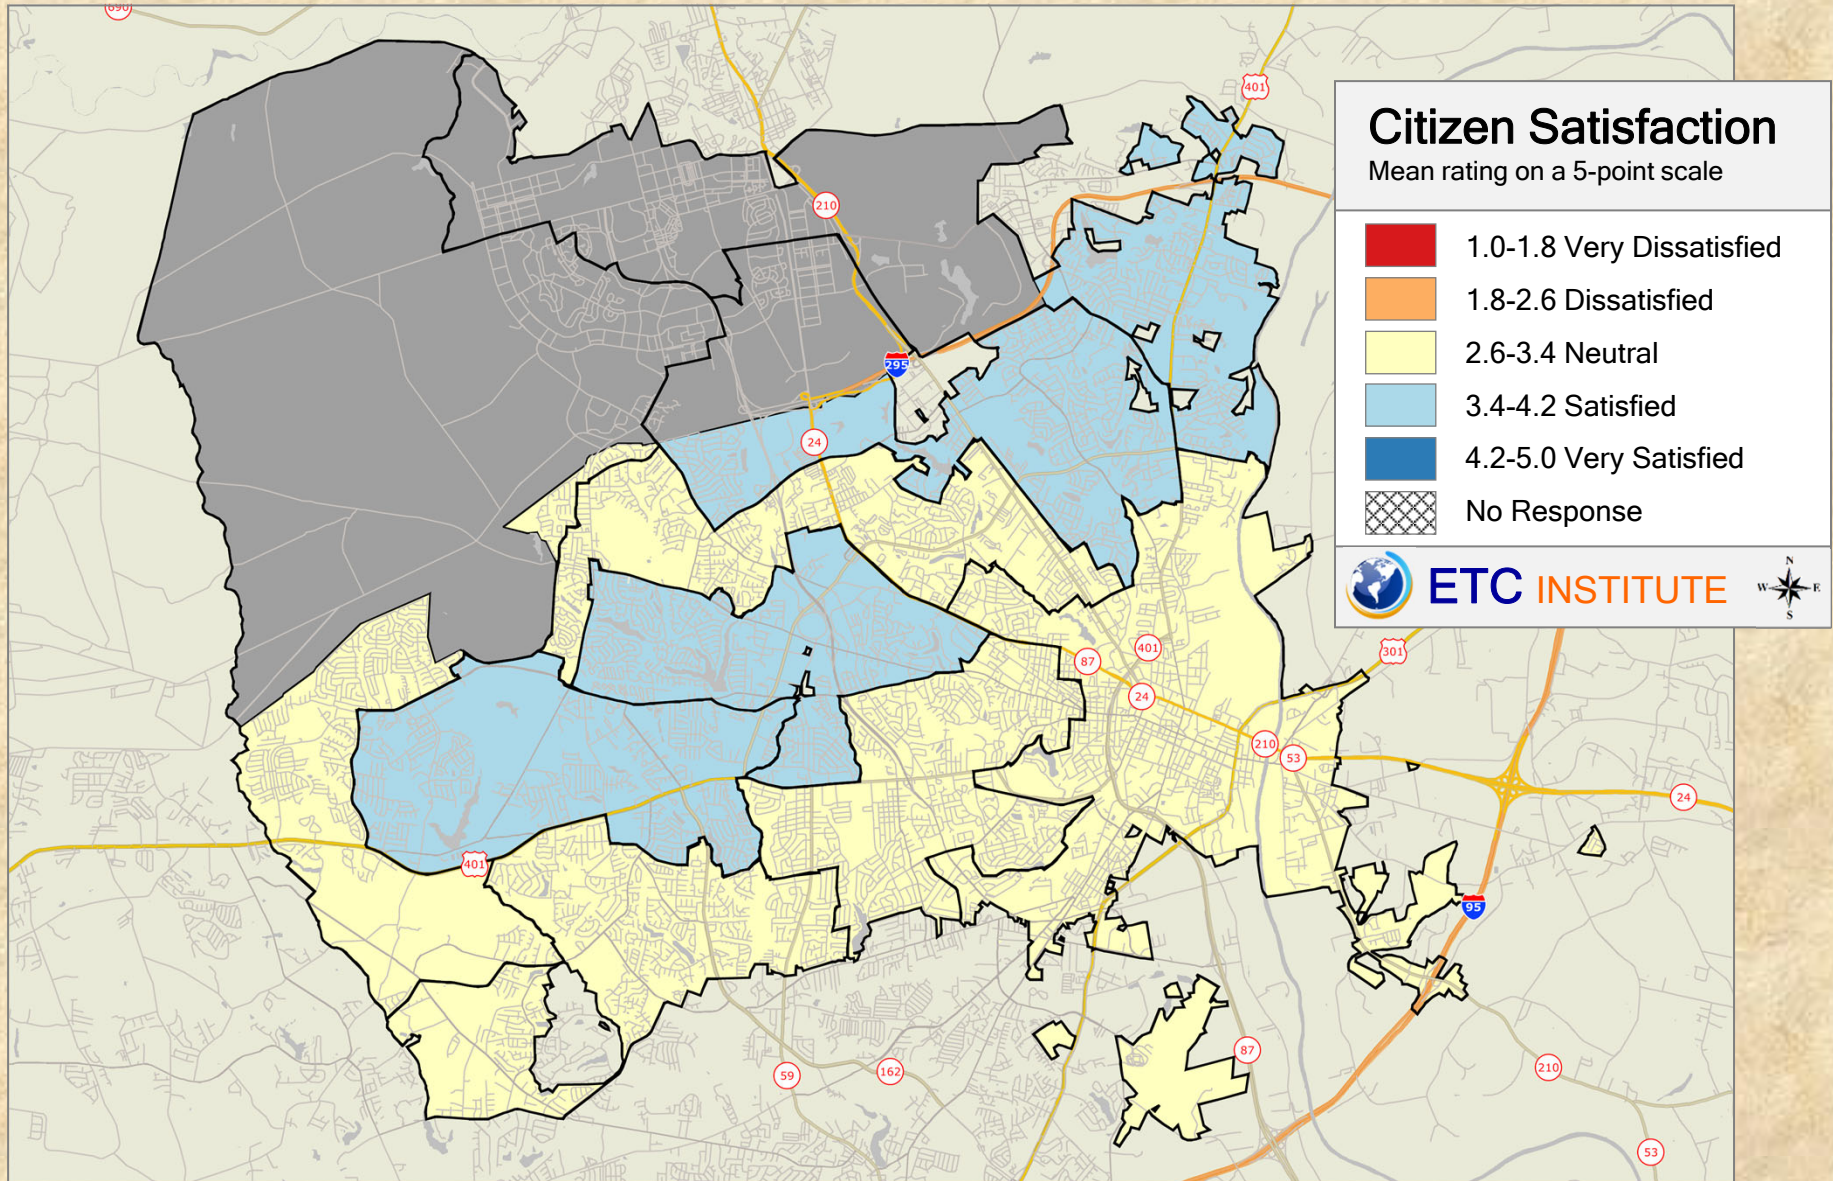 690
401
Citizen Satisfaction
Mean rating on a 5-point scale
210
1.0-1.8 Very Dissatisfied
1.8-2.6 Dissatisfied
2.6-3.4 Neutral
295
3.4-4.2 Satisfied
24
4.2-5.0 Very Satisfied
No Response
ETC INSTITUTE
N
W
E
S
401
301
87
24
210
53
24
401
95
87
59
162
210
53